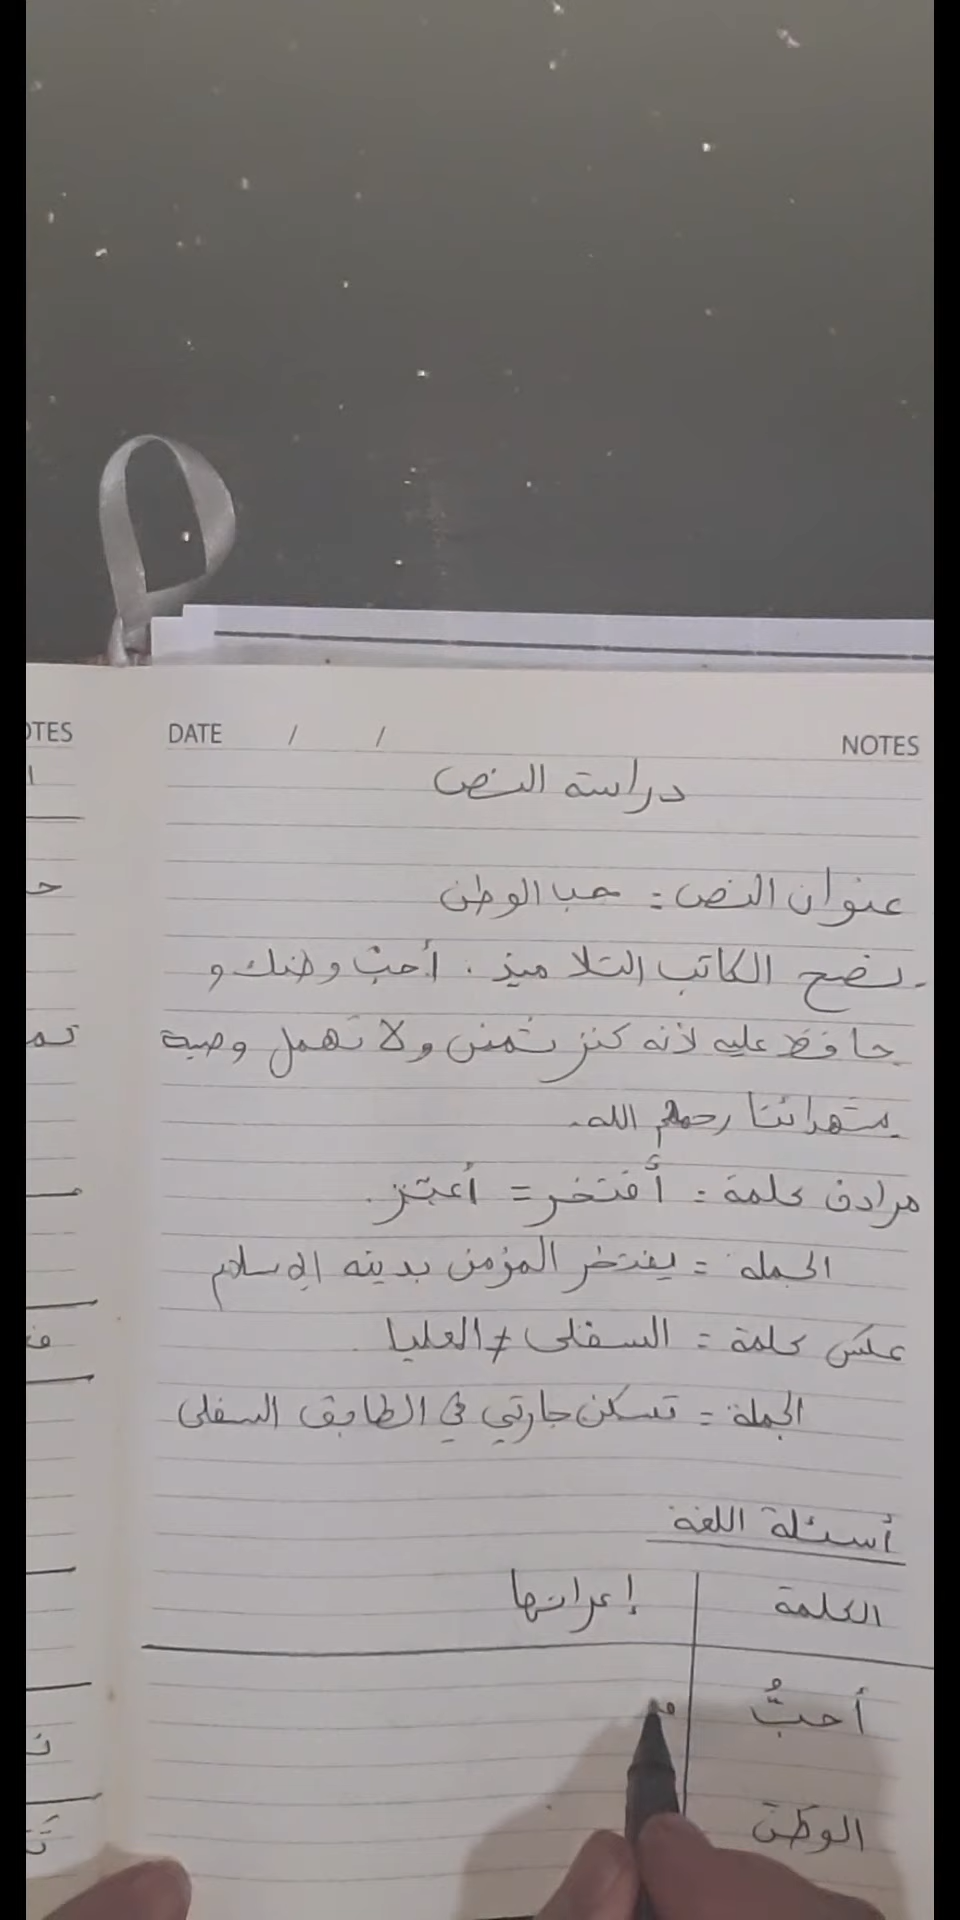 NOTES
DATE / /
OTES
دراسة النص
عنوان النص = حب الوطن
- نصح الكاتب التلاميذ . أحبّ وطنك و
حافظ عليه لأنه كنز ثمين ولا تهمل وصية
شهدائنا رحمهم الله.
مرادف كلمة = أفتخر = أعتز.
الجملة = يفتخر المؤمن بدينه الإسلام
عكس كلمة = السفلى ≠ العليا
الجملة = تسكن جارتي في الطابق السفلى
أسئلة اللغة
الكلمة إعرابها
أحبُّ
الوطن